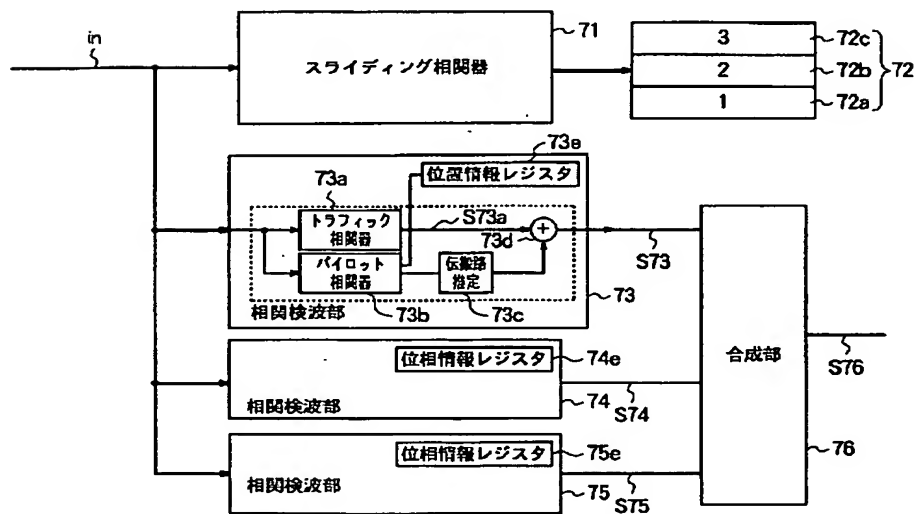 in
71
スライディング相関器
3
72c
2
72b
72
1
72a
73e
位置情報レジスタ
73a
トラフィック
相関器
S73a
+
73d
パイロット
相関器
伝搬路
推定
73b
73c
相関検波部
73
S73
位相情報レジスタ
74e
相関検波部
74
S74
位相情報レジスタ
75e
相関検波部
75
S75
合成部
76
S76